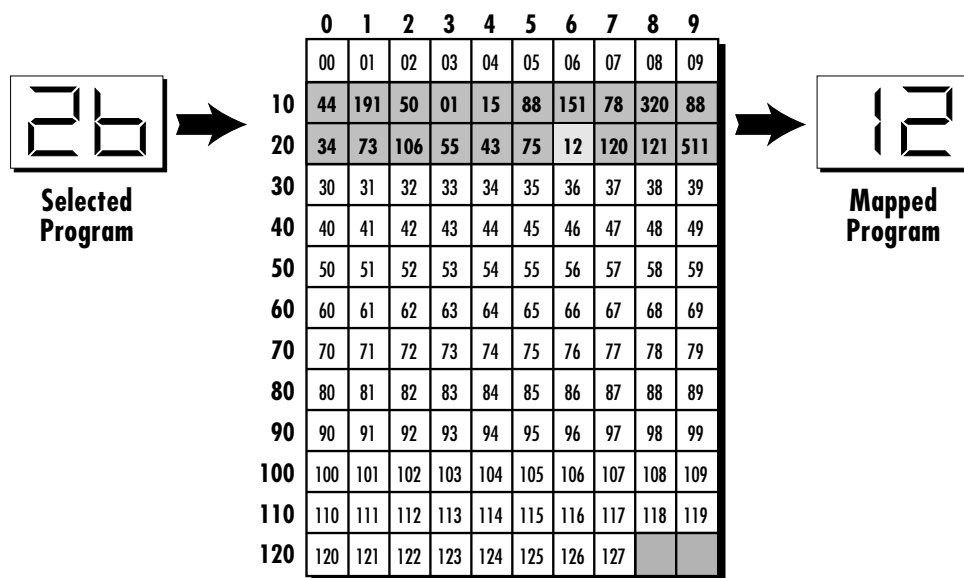 0 1 2 3 4 5 6 7 8 9
00 01 02 03 04 05 06 07 08 09
10 44 191 50 01 15 88 151 78 320 88
20 34 73 106 55 43 75 12 120 121 511
30 30 31 32 33 34 35 36 37 38 39
40 40 41 42 43 44 45 46 47 48 49
50 50 51 52 53 54 55 56 57 58 59
60 60 61 62 63 64 65 66 67 68 69
70 70 71 72 73 74 75 76 77 78 79
80 80 81 82 83 84 85 86 87 88 89
90 90 91 92 93 94 95 96 97 98 99
100 100 101 102 103 104 105 106 107 108 109
110 110 111 112 113 114 115 116 117 118 119
120 120 121 122 123 124 125 126 127
26
Selected
Program
12
Mapped
Program